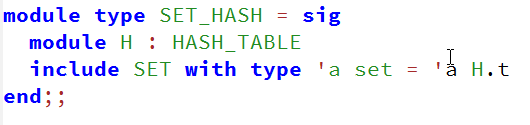 module type SET_HASH = sig
  module H : HASH_TABLE
  include SET with type 'a set = 'a H.t
end;;